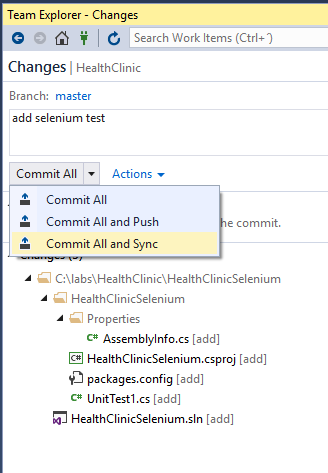 Team Explorer - Changes
Search Work Items (Ctrl+´)
Changes | HealthClinic
Branch: master
add selenium test
Commit All Actions
Commit All
Commit All and Push
he commit.
Commit All and Sync
Changes (5)
C:\labs\HealthClinic\HealthClinicSelenium
HealthClinicSelenium
Properties
C# AssemblyInfo.cs [add]
HealthClinicSelenium.csproj [add]
packages.config [add]
C# UnitTest1.cs [add]
HealthClinicSelenium.sln [add]